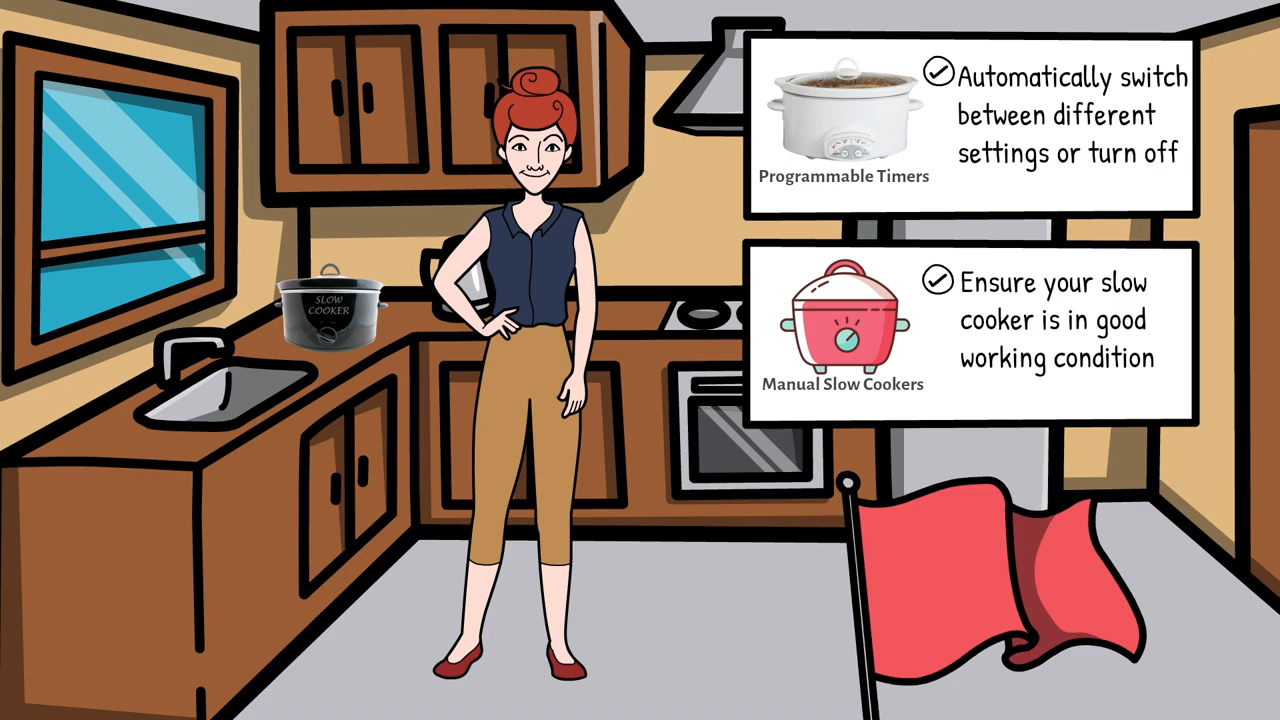 Automatically switch
between different
settings or turn off
Programmable Timers
SLOW
COOKER
Ensure your slow
cooker is in good
working condition
Manual Slow Cookers